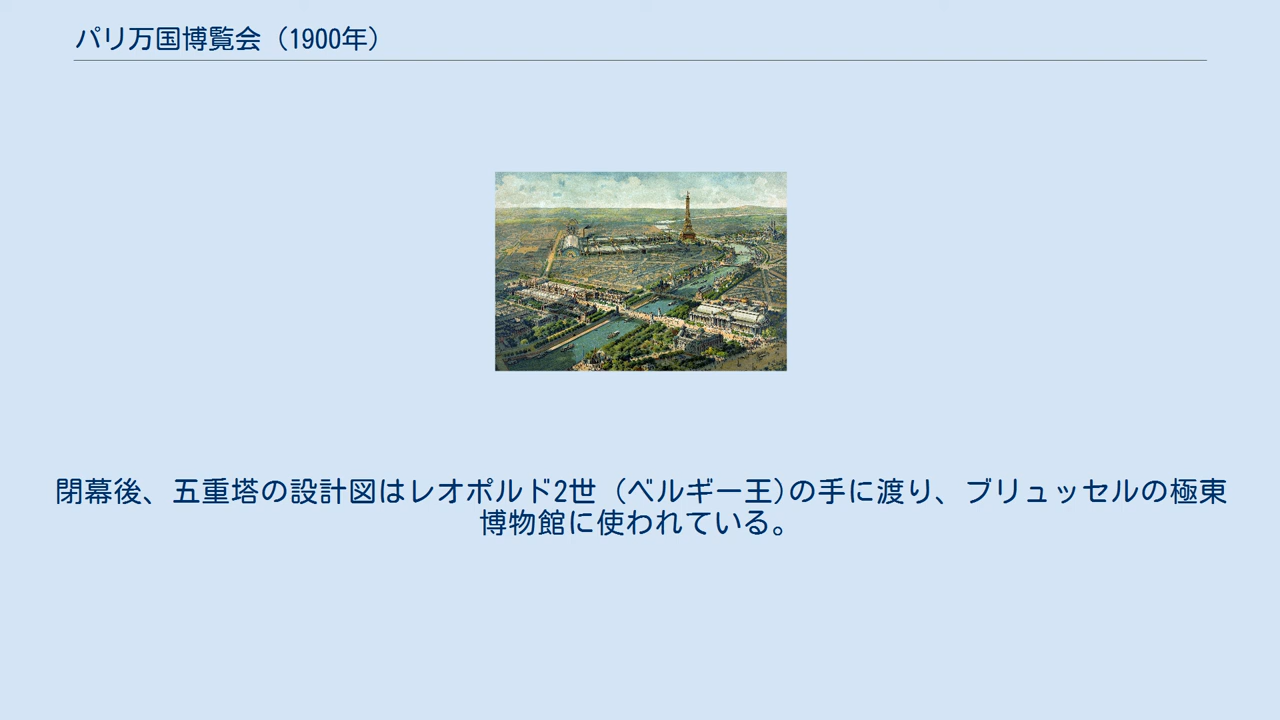 パリ万国博覧会（1900年）
閉幕後、五重塔の設計図はレオポルド2世（ベルギー王)の手に渡り、ブリュッセルの極東
博物館に使われている。